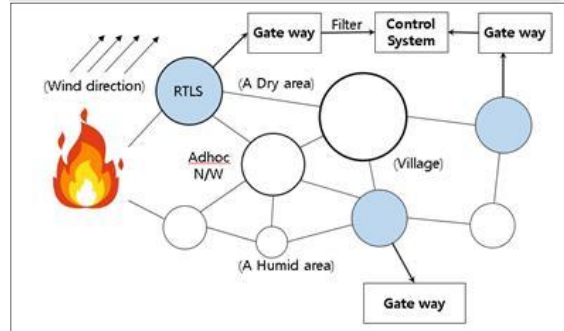 Gate way
Filter
Control
System
Gate way
(Wind direction)
RTLS
(A Dry area)
Adhoc
N/W
(Village)
(A Humid area)
Gate way